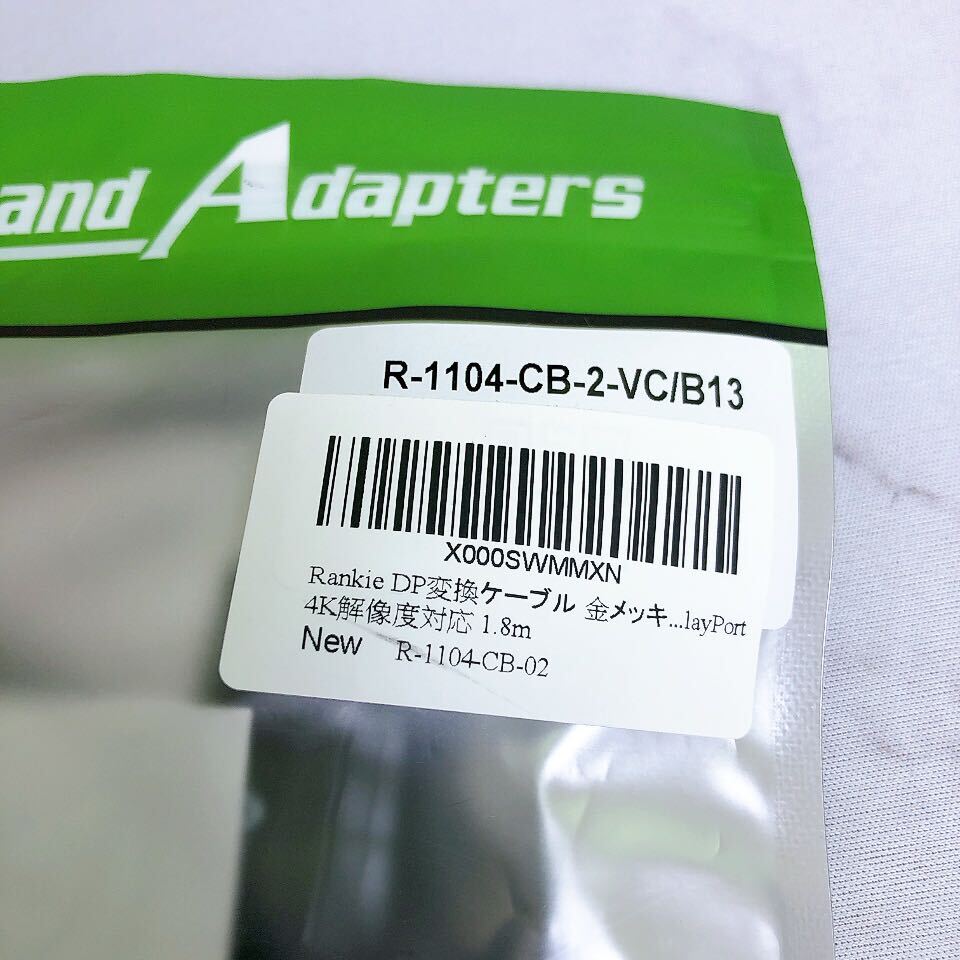 and Adapters
R-1104-CB-2-VC/B13
X000SWMMXN
Rankie DP変換ケーブル 金メッキ...layPort
4K解像度対応 1.8m
New R-1104-CB-02